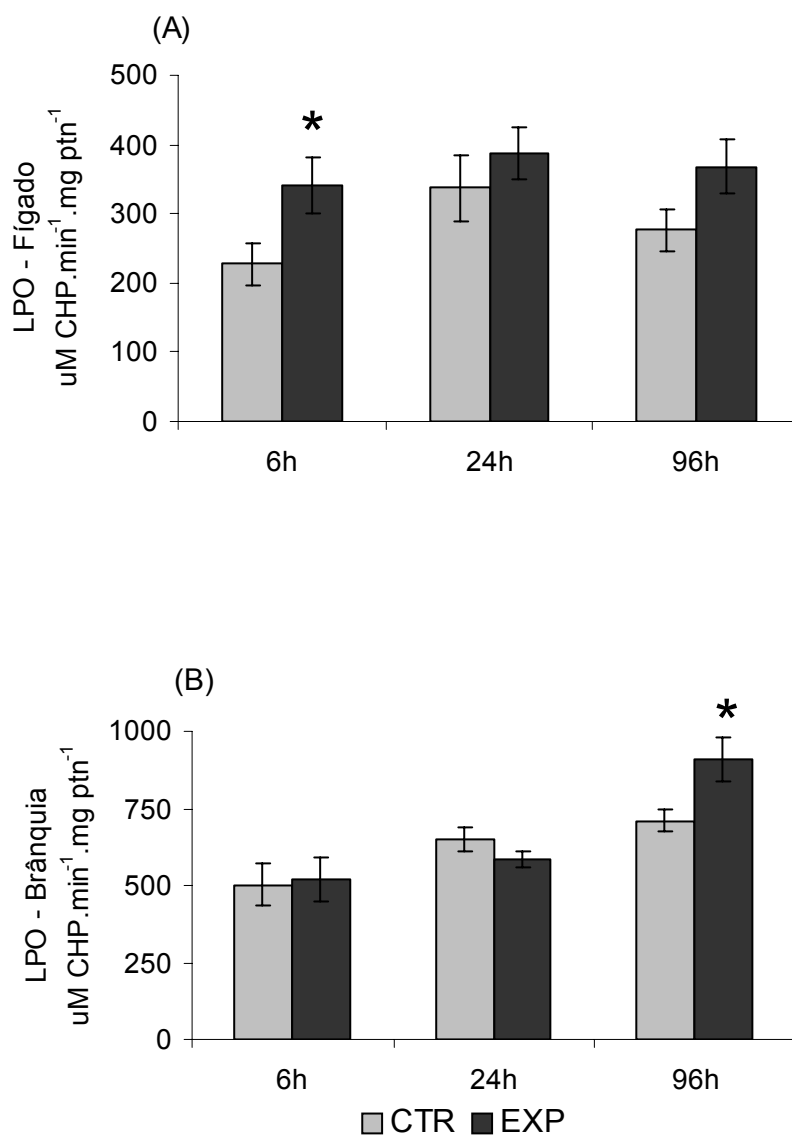 (A)
LPO - Fígado
uM CHP.min⁻¹.mg ptn⁻¹
500
400
300
200
100
0
*
6h 24h 96h
(B)
LPO - Brânquia
uM CHP.min⁻¹.mg ptn⁻¹
1000
750
500
250
0
*
6h 24h 96h
CTR EXP